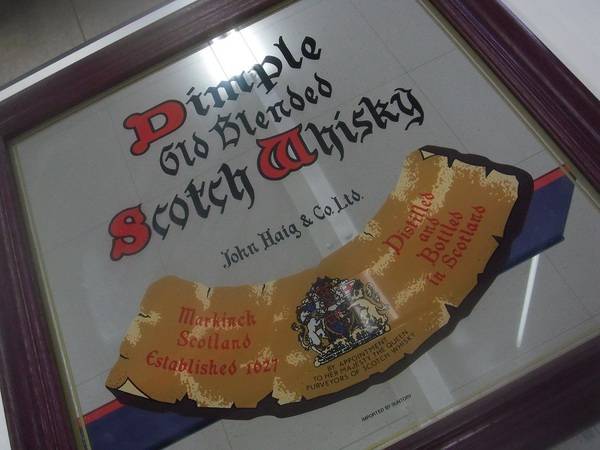 Dimple
Old Blended
Scotch Whisky
John Haig & Co. Ltd.
Markinch
Scotland
Established 1627
Distilled
and
Bottled
in Scotland
BY APPOINTMENT
TO HER MAJESTY THE QUEEN
PURVEYORS OF SCOTCH WHISKY
IMPORTED BY SUNTORY